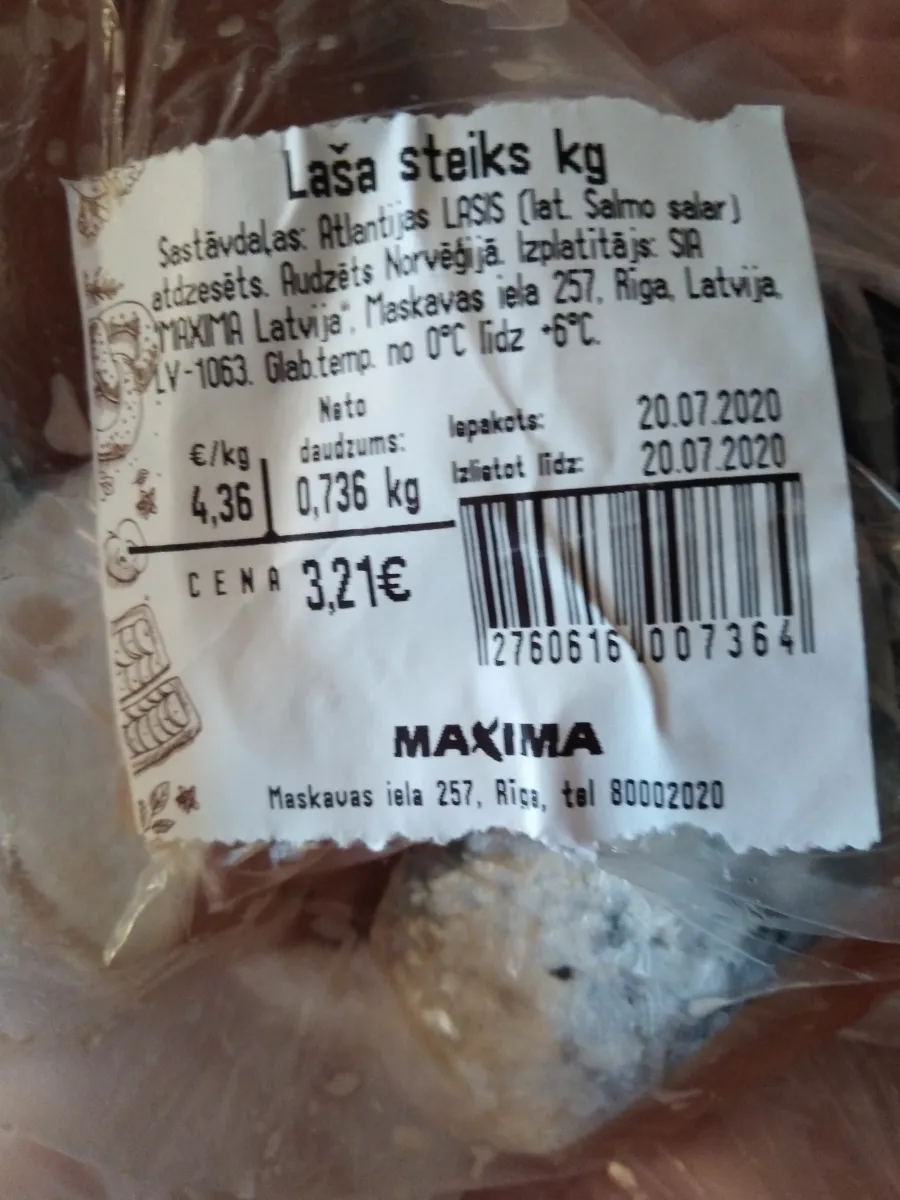 Laša steiks kg
Sastāvdaļas: Atlantijas LASIS (lat. Salmo salar)
atdzesēts. Audzēts Norvēģijā. Izplatītājs: SIA
"MAXIMA Latvija", Maskavas iela 257, Rīga, Latvija,
LV-1063. Glab.temp. no 0°C līdz +6°C.
Neto
€/kg daudzums:
4,36 0,736 kg
Iepakots: 20.07.2020
Izlietot līdz: 20.07.2020
CENA 3,21€
2760616 007364
MAXIMA
Maskavas iela 257, Rīga, tel 80002020